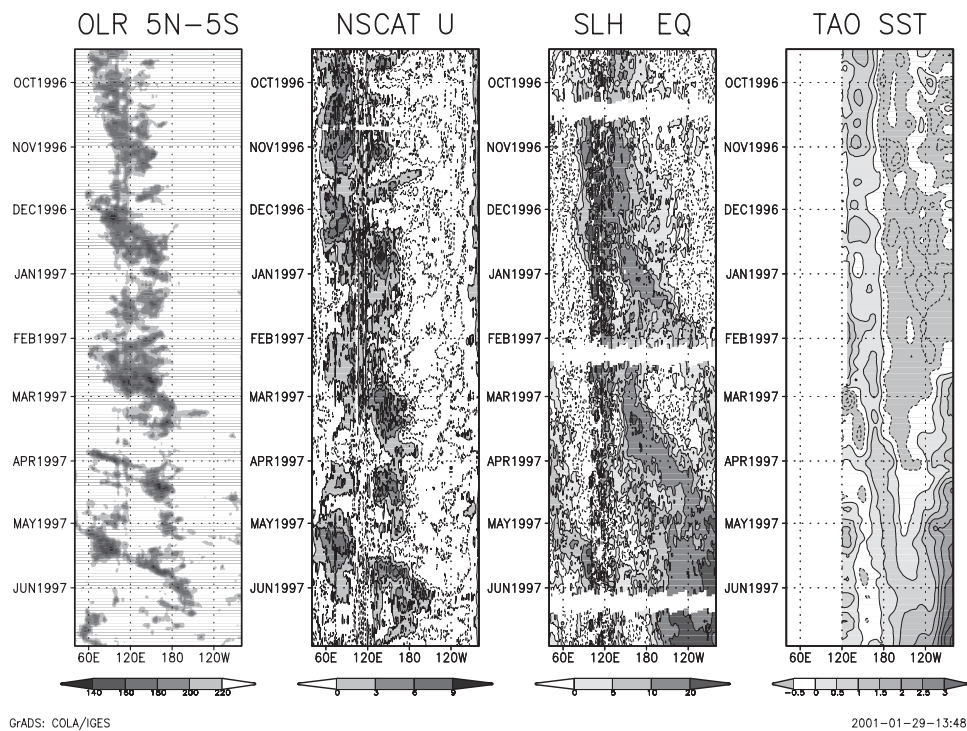 OLR 5N-5S
NSCAT U
SLH EQ
TAO SST
OCT1996
NOV1996
DEC1996
JAN1997
FEB1997
MAR1997
APR1997
MAY1997
JUN1997
60E 120E 180 120W
140 160 180 200 220
OCT1996
NOV1996
DEC1996
JAN1997
FEB1997
MAR1997
APR1997
MAY1997
JUN1997
60E 120E 180 120W
0 3 6 9
OCT1996
NOV1996
DEC1996
JAN1997
FEB1997
MAR1997
APR1997
MAY1997
JUN1997
60E 120E 180 120W
0 5 10 20
OCT1996
NOV1996
DEC1996
JAN1997
FEB1997
MAR1997
APR1997
MAY1997
JUN1997
60E 120E 180 120W
-0.5 0 0.5 1 1.5 2 2.5 3
GrADS: COLA/IGES
2001-01-29-13:48